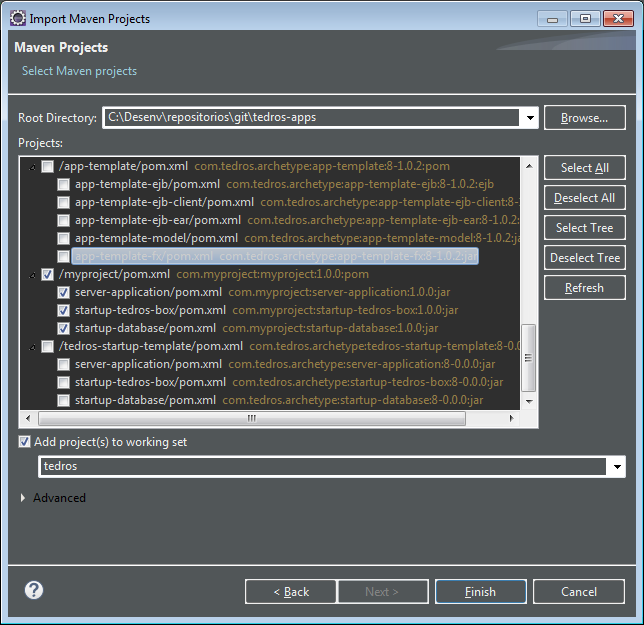 Import Maven Projects
Maven Projects
Select Maven projects
Root Directory: C:\Desenv\repositorios\git\tedros-apps Browse...
Projects:
/app-template/pom.xml com.tedros.archetype:app-template:8-1.0.2:pom
app-template-ejb/pom.xml com.tedros.archetype:app-template-ejb:8-1.0.2:ejb
app-template-ejb-client/pom.xml com.tedros.archetype:app-template-ejb-client:8-
app-template-ejb-ear/pom.xml com.tedros.archetype:app-template-ejb-ear:8-1.0.2:
app-template-model/pom.xml com.tedros.archetype:app-template-model:8-1.0.2:ja
app-template-fx/pom.xml com.tedros.archetype:app-template-fx:8-1.0.2:jar
/myproject/pom.xml com.myproject:myproject:1.0.0:pom
server-application/pom.xml com.myproject:server-application:1.0.0:jar
startup-tedros-box/pom.xml com.myproject:startup-tedros-box:1.0.0:jar
startup-database/pom.xml com.myproject:startup-database:1.0.0:jar
/tedros-startup-template/pom.xml com.tedros.archetype:tedros-startup-template:8-0.0
server-application/pom.xml com.tedros.archetype:server-application:8-0.0.0:jar
startup-tedros-box/pom.xml com.tedros.archetype:startup-tedros-box:8-0.0.0:jar
startup-database/pom.xml com.tedros.archetype:startup-database:8-0.0.0:jar
Select All
Deselect All
Select Tree
Deselect Tree
Refresh
Add project(s) to working set
tedros
Advanced
? < Back Next > Finish Cancel